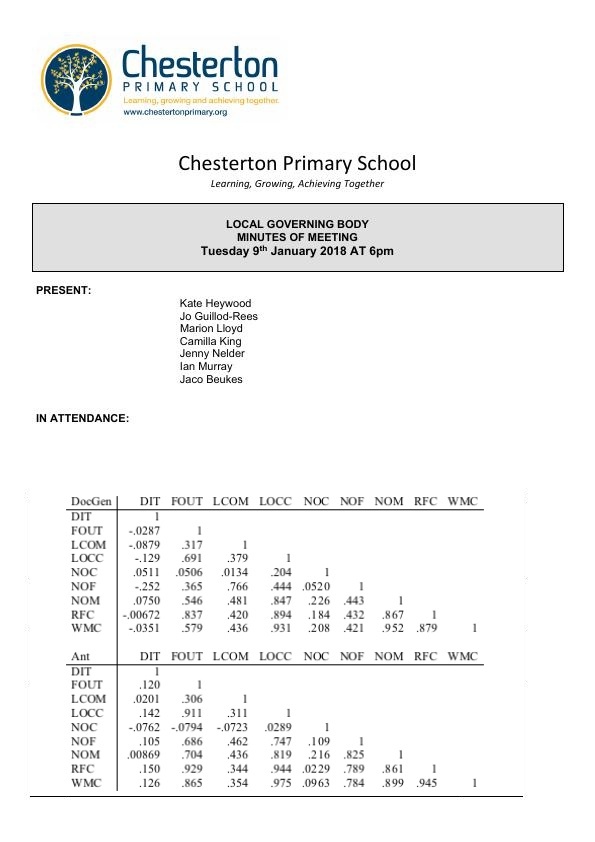 Chesterton
PRIMARY SCHOOL
Learning, growing and achieving together.
www.chestertonprimary.org
Chesterton Primary School
Learning, Growing, Achieving Together
LOCAL GOVERNING BODY
MINUTES OF MEETING
Tuesday 9th January 2018 AT 6pm
PRESENT:
Kate Heywood
Jo Guillod-Rees
Marion Lloyd
Camilla King
Jenny Nelder
Ian Murray
Jaco Beukes
IN ATTENDANCE:
DocGen DIT FOUT LCOM LOCC NOC NOF NOM RFC WMC
DIT 1
FOUT -.0287 1
LCOM -.0879 .317 1
LOCC -.129 .691 .379 1
NOC .0511 .0506 .0134 .204 1
NOF -.252 .365 .766 .444 .0520 1
NOM .0750 .546 .481 .847 .226 .443 1
RFC -.00672 .837 .420 .894 .184 .432 .867 1
WMC -.0351 .579 .436 .931 .208 .421 .952 .879 1
Ant DIT FOUT LCOM LOCC NOC NOF NOM RFC WMC
DIT 1
FOUT .120 1
LCOM .0201 .306 1
LOCC .142 .911 .311 1
NOC -.0762 -.0794 -.0723 .0289 1
NOF .105 .686 .462 .747 .109 1
NOM .00869 .704 .436 .819 .216 .825 1
RFC .150 .929 .344 .944 .0229 .789 .861 1
WMC .126 .865 .354 .975 .0963 .784 .899 .945 1